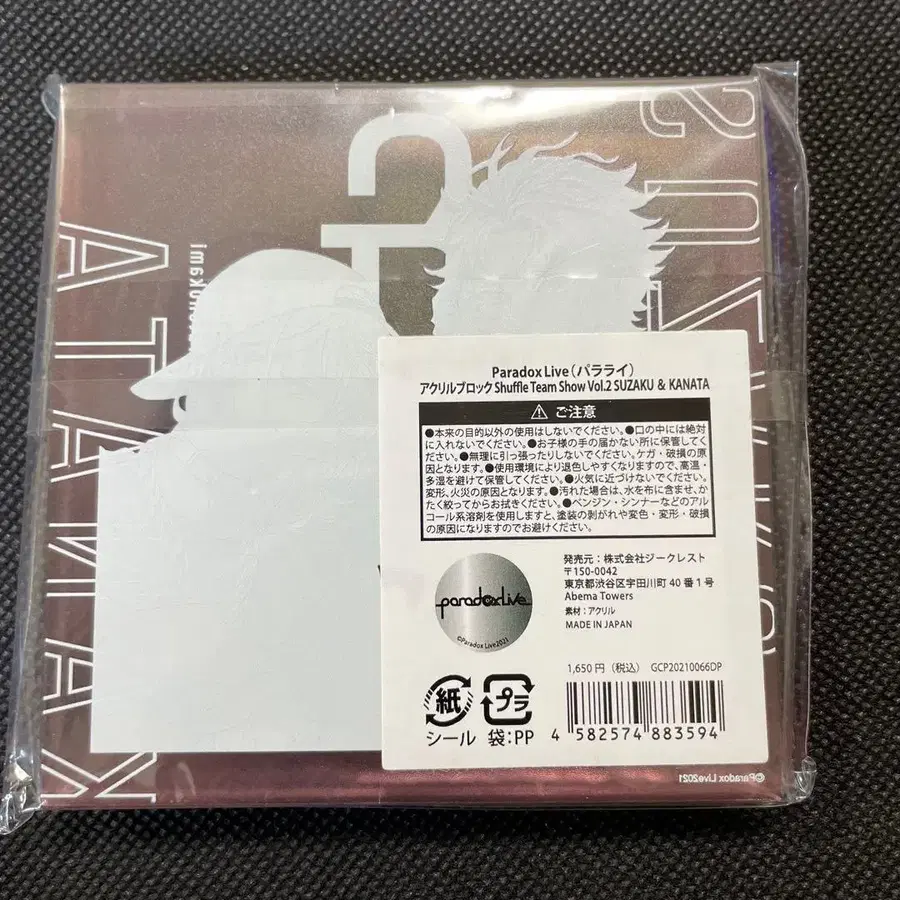 Paradox Live（パラライ）
アクリルブロック Shuffle Team Show Vol.2 SUZAKU & KANATA
⚠ ご注意
●本来の目的以外の使用はしないでください。●口の中には絶対
に入れないでください。●お子様の手の届かない所に保管してく
ださい。●無理に引っ張ったりしないでください。ケガ・破損の原
因となります。●使用環境により退色しやすくなりますので、高温・
多湿を避けて保管してください。●火気に近づけないでください。
変形、火災の原因となります。●汚れた場合は、水を布に含ませ、か
たく絞ってからお拭きください。●ベンジン・シンナーなどのアル
コール系溶剤を使用しますと、塗装の剥がれや変色・変形・破損
の原因になりますのでお避けください。
発売元：株式会社ジークレスト
〒150-0042
東京都渋谷区宇田川町 40 番 1 号
Abema Towers
素材：アクリル
MADE IN JAPAN
paradoxLive
©Paradox Live2021
1,650 円（税込） GCP20210066DP
紙 プラ
シール 袋：PP
4 582574 883594
KANATA
©Paradox Live2021